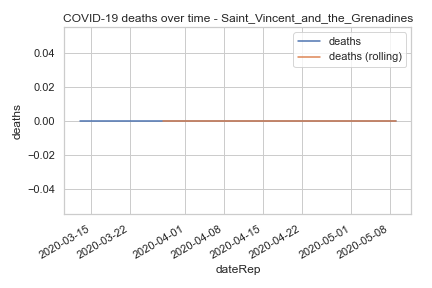 COVID-19 deaths over time - Saint_Vincent_and_the_Grenadines
deaths
deaths (rolling)
0.04
0.02
0.00
−0.02
−0.04
deaths
2020-03-15
2020-03-22
2020-04-01
2020-04-08
2020-04-15
2020-04-22
2020-05-01
2020-05-08
dateRep